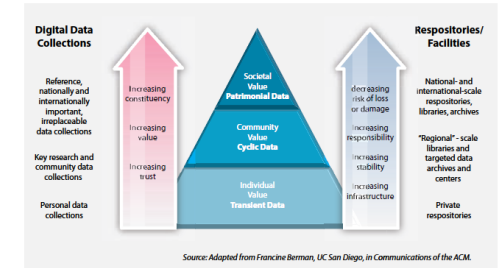 Digital Data
Collections
Reference,
nationally and
internationally
important,
irreplaceable
data collections
Key research and
community data
collections
Personal data
collections
Increasing
constituency
Increasing
value
Increasing
trust
Societal
Value
Patrimonial Data
Community
Value
Cyclic Data
Individual
Value
Transient Data
decreasing
risk of loss
or damage
Increasing
responsibility
Increasing
stability
Increasing
infrastructure
Respositories/
Facilities
National- and
international-scale
repositories,
libraries, archives
"Regional"- scale
libraries and
targeted data
archives and
centers
Private
repositories
Source: Adapted from Francine Berman, UC San Diego, in Communications of the ACM.